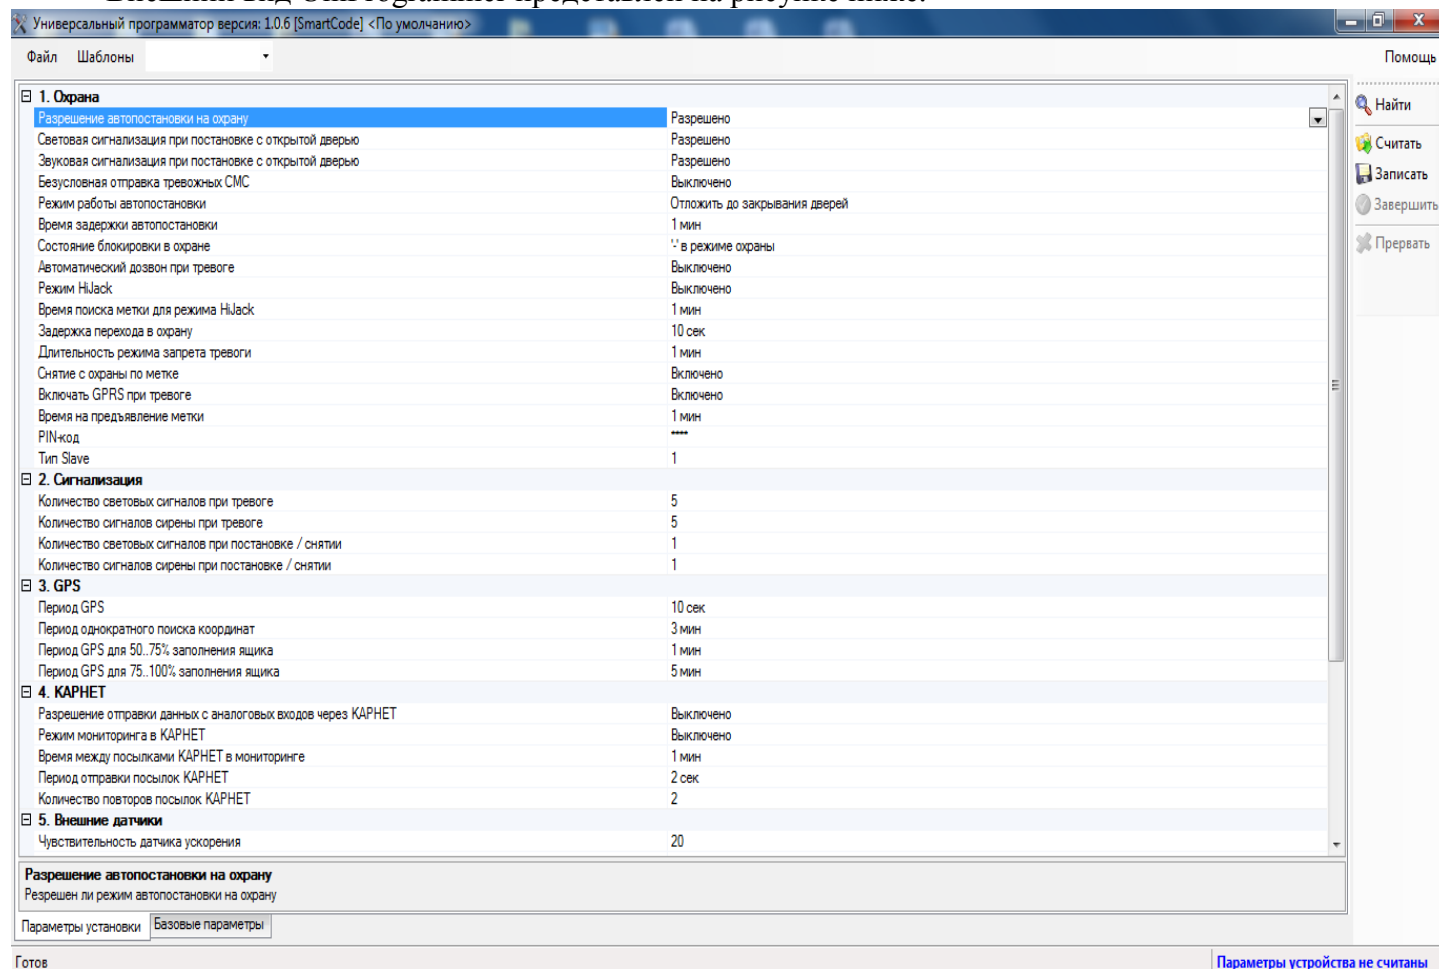 Внешний вид UniProgrammer представлен на рисунке ниже.
Универсальный программатор версия: 1.0.6 [SmartCode] <По умолчанию>
Файл Шаблоны Помощь
1. Охрана
Разрешение автопостановки на охрану Разрешено
Световая сигнализация при постановке с открытой дверью Разрешено
Звуковая сигнализация при постановке с открытой дверью Разрешено
Безусловная отправка тревожных СМС Выключено
Режим работы автопостановки Отложить до закрывания дверей
Время задержки автопостановки 1 мин
Состояние блокировки в охране '-' в режиме охраны
Автоматический дозвон при тревоге Выключено
Режим HiJack Выключено
Время поиска метки для режима HiJack 1 мин
Задержка перехода в охрану 10 сек
Длительность режима запрета тревоги 1 мин
Снятие с охраны по метке Включено
Включать GPRS при тревоге Включено
Время на предъявление метки 1 мин
PIN-код ****
Тип Slave 1
2. Сигнализация
Количество световых сигналов при тревоге 5
Количество сигналов сирены при тревоге 5
Количество световых сигналов при постановке / снятии 1
Количество сигналов сирены при постановке / снятии 1
3. GPS
Период GPS 10 сек
Период однократного поиска координат 3 мин
Период GPS для 50..75% заполнения ящика 1 мин
Период GPS для 75..100% заполнения ящика 5 мин
4. КАРНЕТ
Разрешение отправки данных с аналоговых входов через КАРНЕТ Выключено
Режим мониторинга в КАРНЕТ Выключено
Время между посылками КАРНЕТ в мониторинге 1 мин
Период отправки посылок КАРНЕТ 2 сек
Количество повторов посылок КАРНЕТ 2
5. Внешние датчики
Чувствительность датчика ускорения 20
Разрешение автопостановки на охрану
Резрешен ли режим автопостановки на охрану
Параметры установки Базовые параметры
Готов Параметры устройства не считаны
Найти
Считать
Записать
Завершить
Прервать